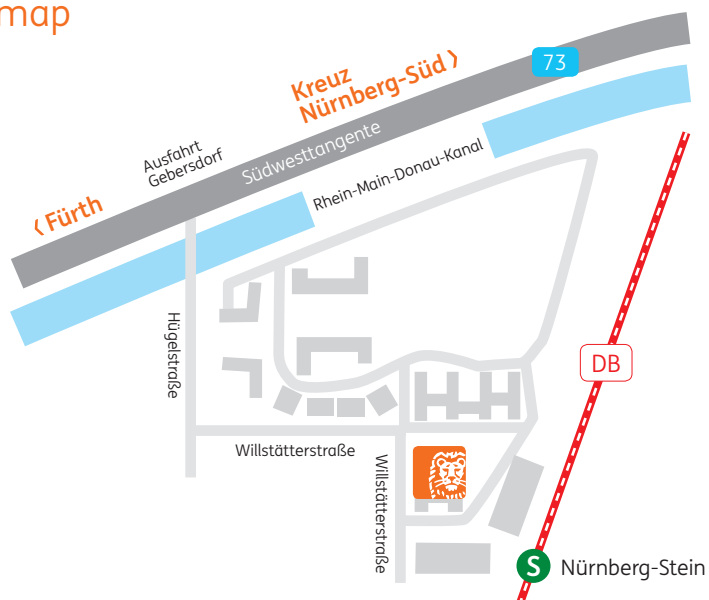 map
73
Kreuz
Nürnberg-Süd ⟩
Ausfahrt
Gebersdorf
Südwesttangente
Rhein-Main-Donau-Kanal
⟨ Fürth
Hügelstraße
DB
Willstätterstraße
Willstätterstraße
S Nürnberg-Stein